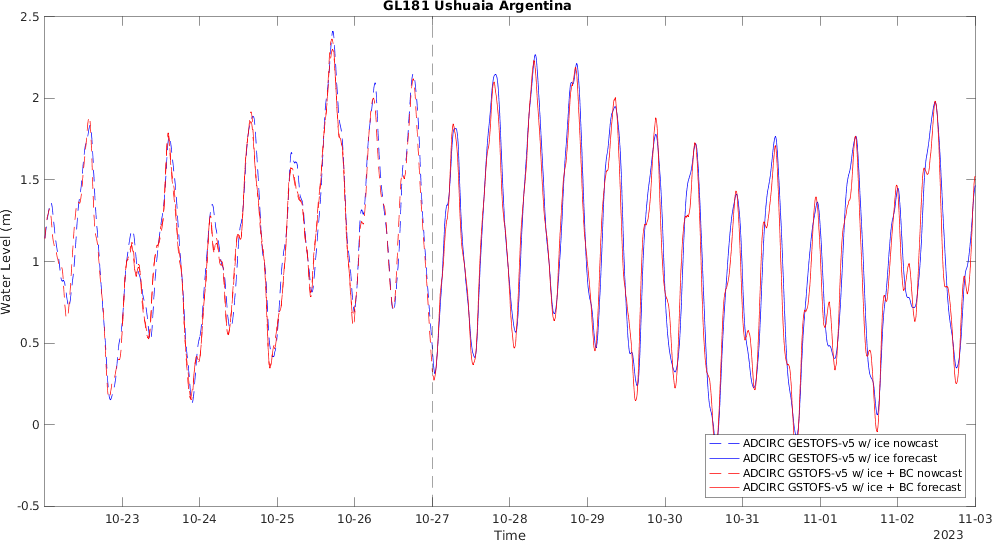 GL181 Ushuaia Argentina
2.5
2
1.5
1
0.5
0
-0.5
Water Level (m)
ADCIRC GESTOFS-v5 w/ ice nowcast
ADCIRC GESTOFS-v5 w/ ice forecast
ADCIRC GSTOFS-v5 w/ ice + BC nowcast
ADCIRC GSTOFS-v5 w/ ice + BC forecast
10-23 10-24 10-25 10-26 10-27 10-28 10-29 10-30 10-31 11-01 11-02 11-03
Time
2023